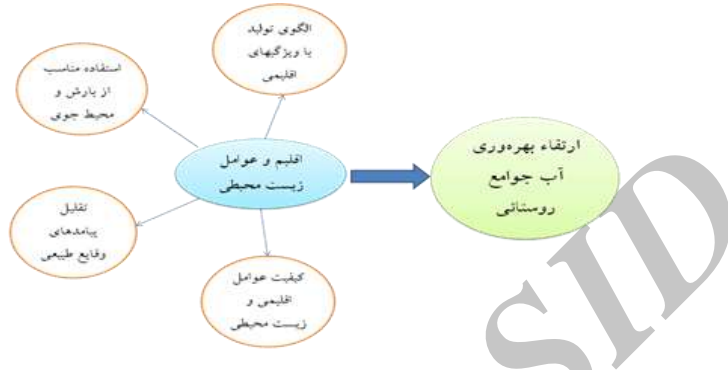 الگوی تولید
با ویژگیهای
اقلیمی
استفاده مناسب
از بارش و
محیط جوی
اقلیم و عوامل
زیست محیطی
ارتقاء بهره‌وری
آب جوامع
روستائی
تقلیل
پیامدهای
وقایع طبیعی
کیفیت عوامل
اقلیمی و
زیست محیطی
SID